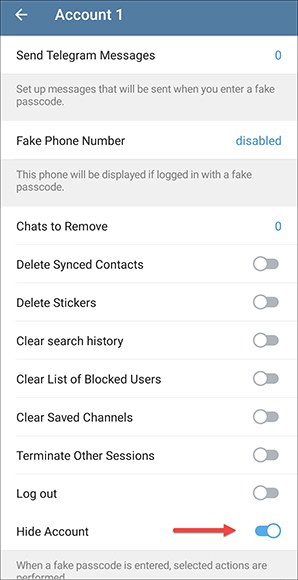 Account 1
Send Telegram Messages 0
Set up messages that will be sent when you enter a fake
passcode.
Fake Phone Number disabled
This phone will be displayed if logged in with a fake
passcode.
Chats to Remove 0
Delete Synced Contacts
Delete Stickers
Clear search history
Clear List of Blocked Users
Clear Saved Channels
Terminate Other Sessions
Log out
Hide Account
When a fake passcode is entered, selected actions are
performed.